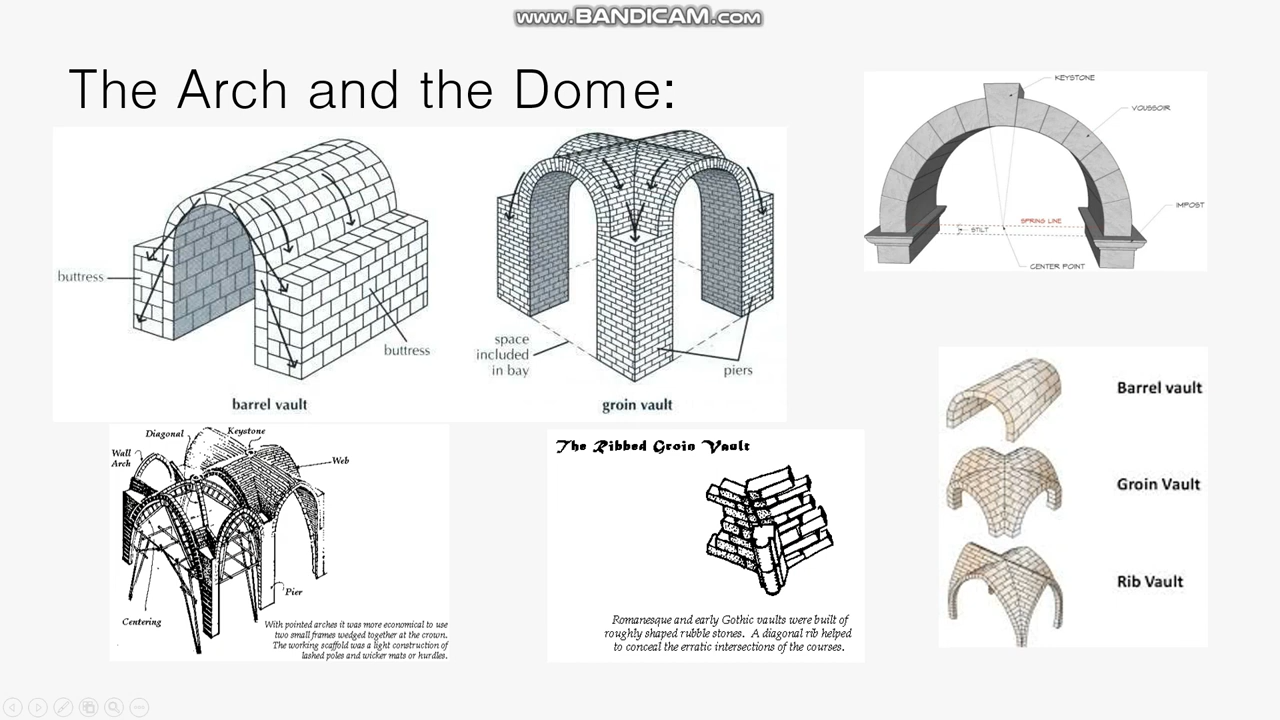 www.BANDICAM.com
The Arch and the Dome:
buttress
buttress
barrel vault
space
included
in bay
piers
groin vault
KEYSTONE
VOUSSOIR
IMPOST
SPRING LINE
STILT
CENTER POINT
Diagonal
Keystone
Wall
Arch
Web
Pier
Centering
With pointed arches it was more economical to use
two small frames wedged together at the crown.
The working scaffold was a light construction of
lashed poles and wicker mats or hurdles.
The Ribbed Groin Vault
Romanesque and early Gothic vaults were built of
roughly shaped rubble stones. A diagonal rib helped
to conceal the erratic intersections of the courses.
Barrel vault
Groin Vault
Rib Vault